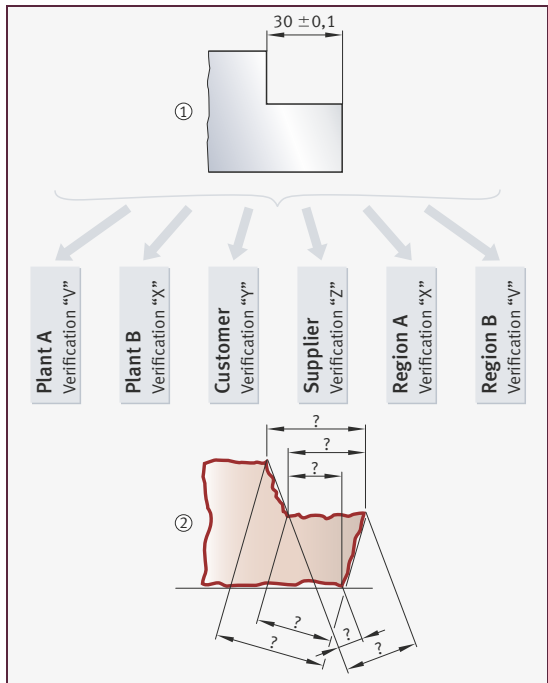 30 ±0,1
①
Plant A
Verification “V”
Plant B
Verification “X”
Customer
Verification “Y”
Supplier
Verification “Z”
Region A
Verification “X”
Region B
Verification “V”
?
?
?
②
?
?
?
?